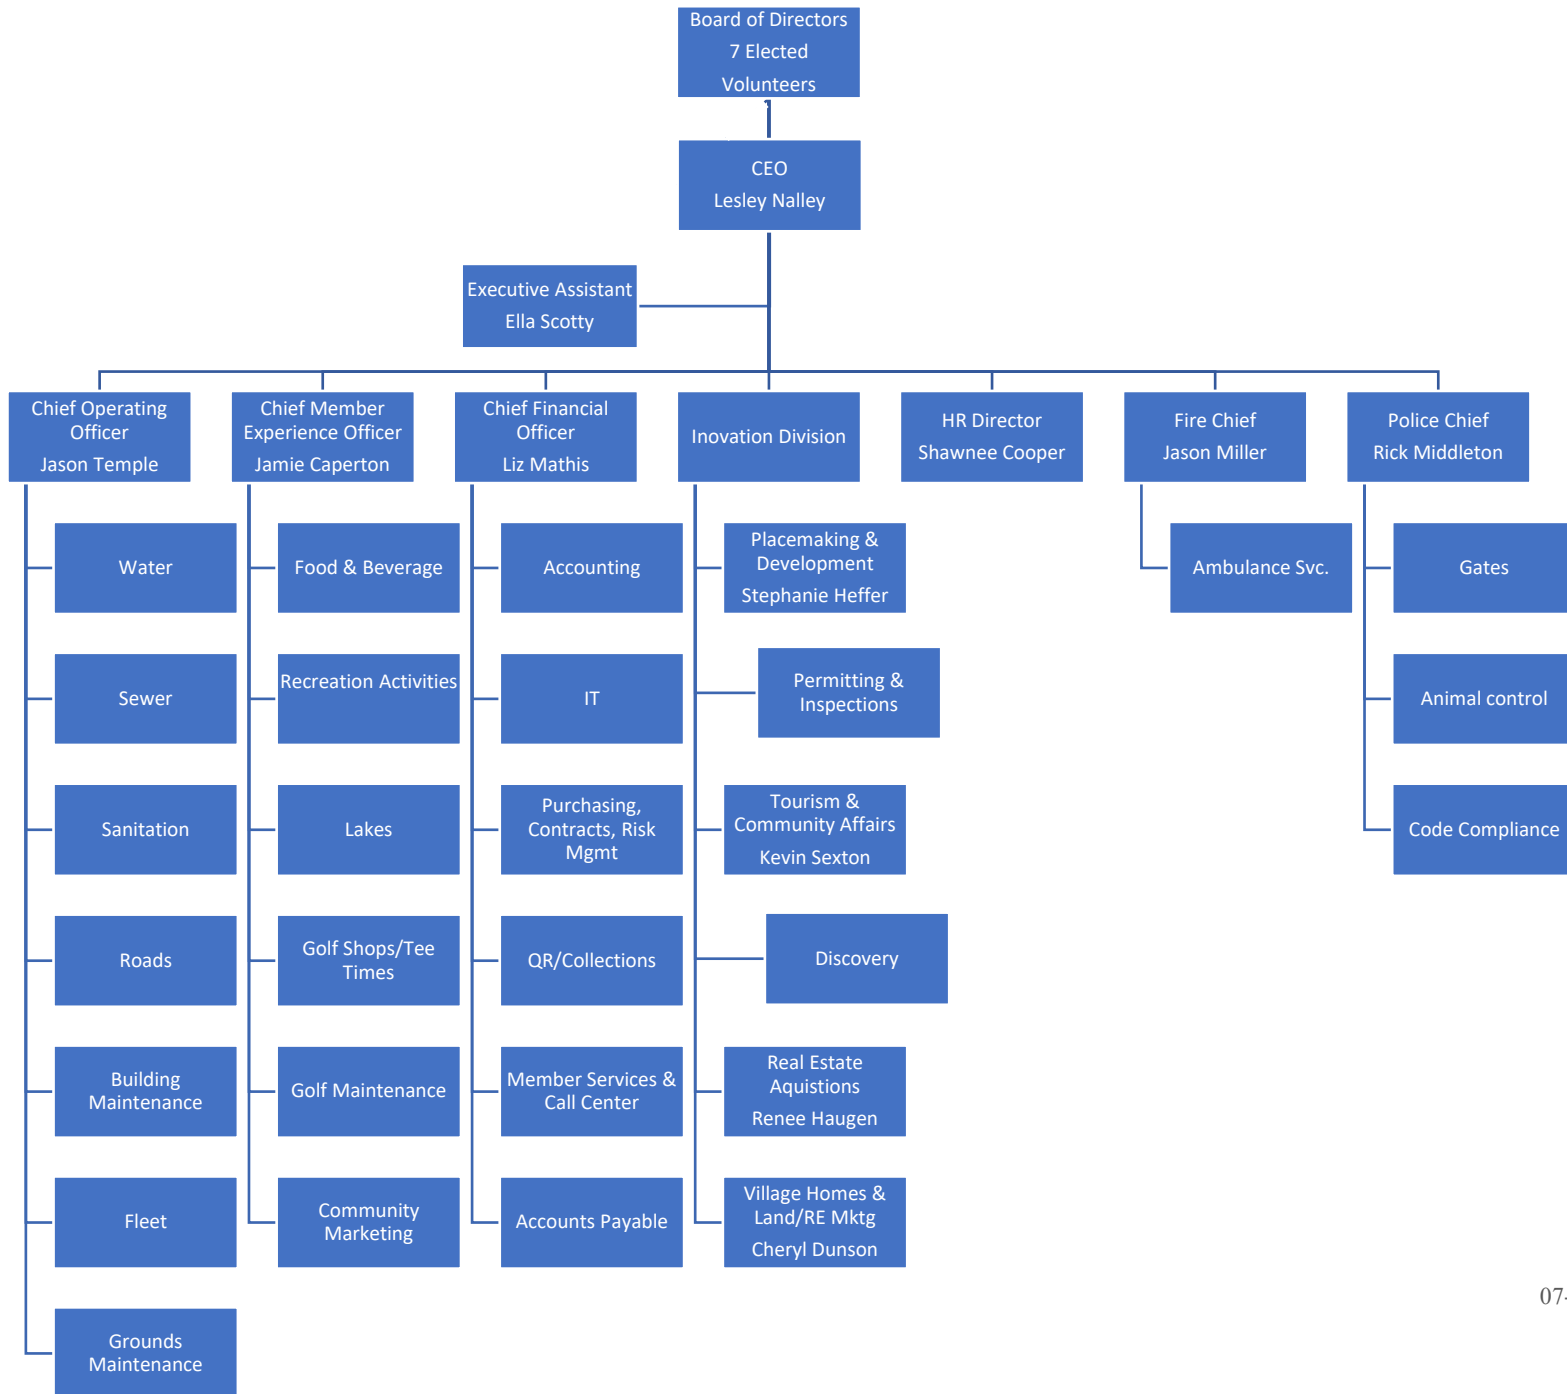 Board of Directors
7 Elected
Volunteers
CEO
Lesley Nalley
Executive Assistant
Ella Scotty
Chief Operating
Officer
Jason Temple
Chief Member
Experience Officer
Jamie Caperton
Chief Financial
Officer
Liz Mathis
Inovation Division
HR Director
Shawnee Cooper
Fire Chief
Jason Miller
Police Chief
Rick Middleton
Water
Food & Beverage
Accounting
Placemaking &
Development
Stephanie Heffer
Ambulance Svc.
Gates
Sewer
Recreation Activities
IT
Permitting &
Inspections
Animal control
Sanitation
Lakes
Purchasing,
Contracts, Risk
Mgmt
Tourism &
Community Affairs
Kevin Sexton
Code Compliance
Roads
Golf Shops/Tee
Times
QR/Collections
Discovery
Building
Maintenance
Golf Maintenance
Member Services &
Call Center
Real Estate
Aquistions
Renee Haugen
Fleet
Community
Marketing
Accounts Payable
Village Homes &
Land/RE Mktg
Cheryl Dunson
07-
Grounds
Maintenance